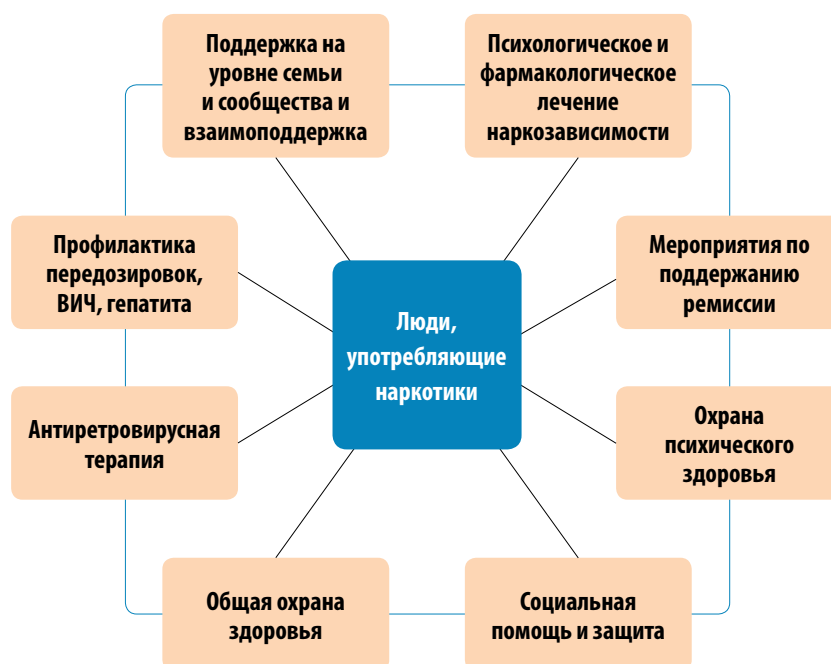 Поддержка на
уровне семьи
и сообщества и
взаимоподдержка
Психологическое и
фармакологическое
лечение
наркозависимости
Профилактика
передозировок,
ВИЧ, гепатита
Люди,
употребляющие
наркотики
Мероприятия по
поддержанию
ремиссии
Антиретровирусная
терапия
Охрана
психического
здоровья
Общая охрана
здоровья
Социальная
помощь и защита